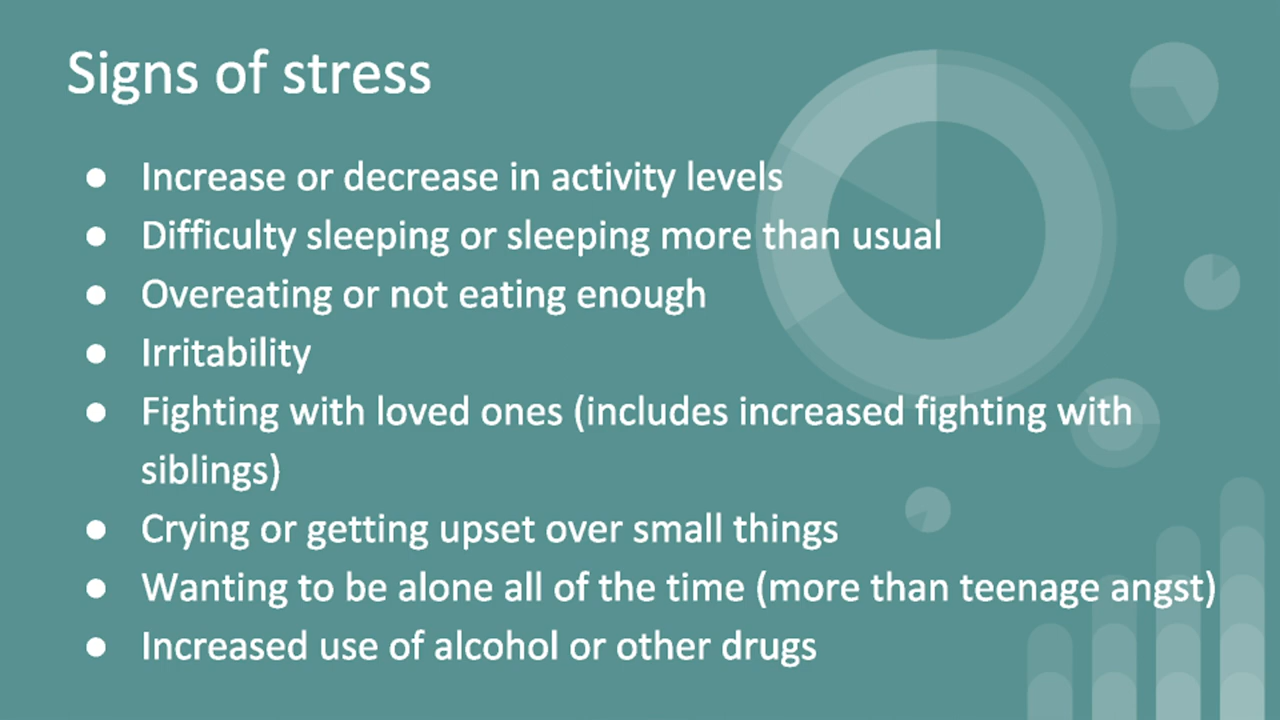 Signs of stress
● Increase or decrease in activity levels
● Difficulty sleeping or sleeping more than usual
● Overeating or not eating enough
● Irritability
● Fighting with loved ones (includes increased fighting with
siblings)
● Crying or getting upset over small things
● Wanting to be alone all of the time (more than teenage angst)
● Increased use of alcohol or other drugs